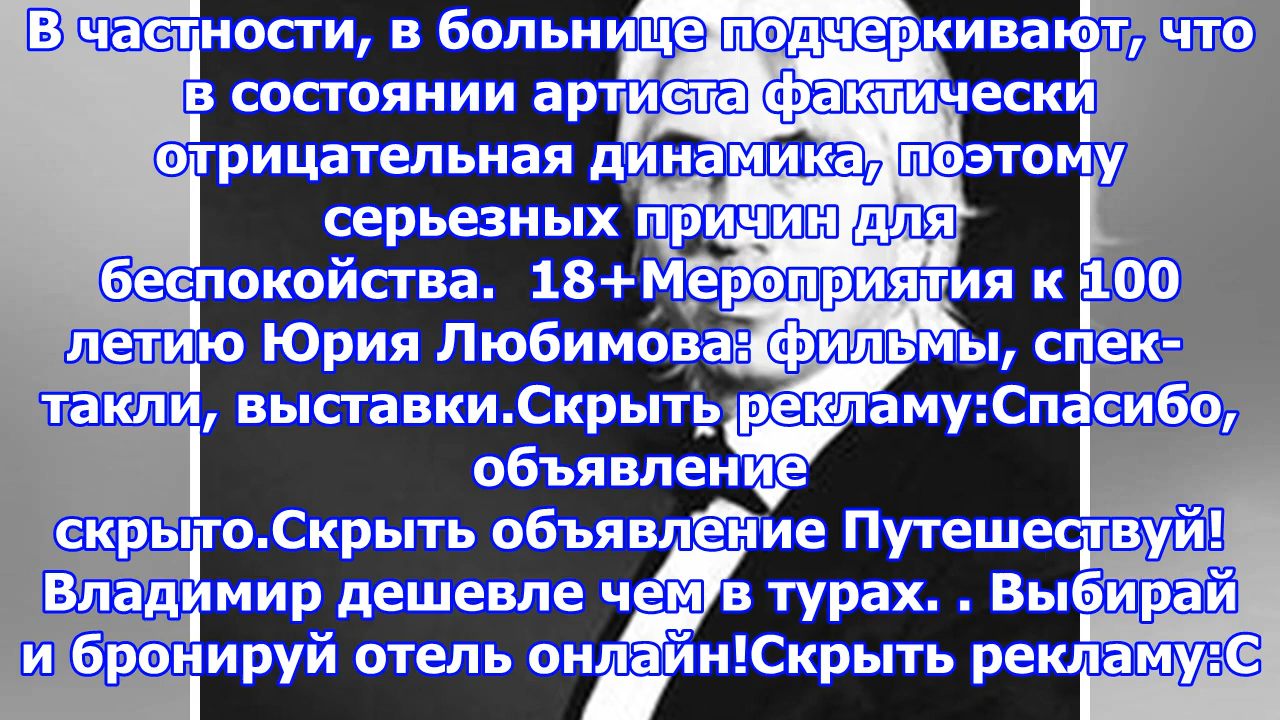 В частности, в больнице подчеркивают, что
в состоянии артиста фактически
отрицательная динамика, поэтому
серьезных причин для
беспокойства.  18+Мероприятия к 100
летию Юрия Любимова: фильмы, спек-
такли, выставки.Скрыть рекламу:Спасибо,
объявление
скрыто.Скрыть объявление Путешествуй!
Владимир дешевле чем в турах. . Выбирай
и бронируй отель онлайн!Скрыть рекламу:С